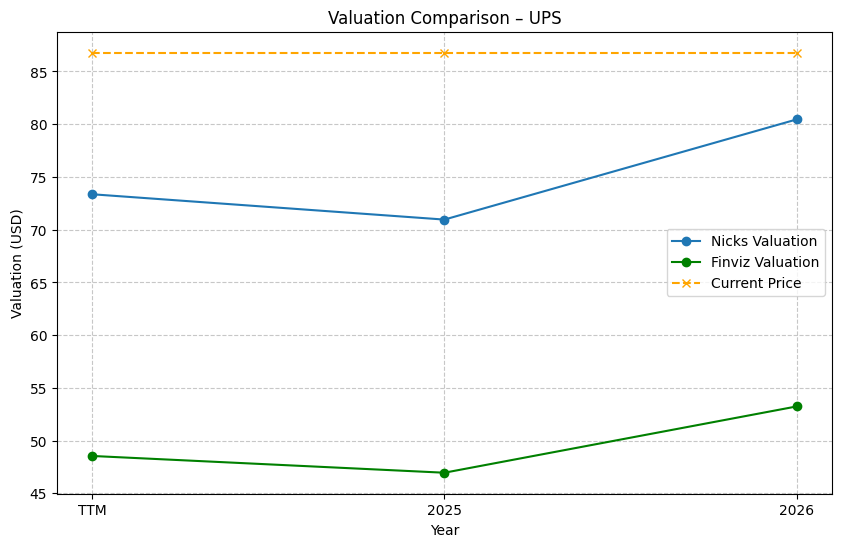 Valuation Comparison – UPS
Valuation (USD)
85
80
75
70
65
60
55
50
45
Nicks Valuation
Finviz Valuation
Current Price
TTM
2025
2026
Year